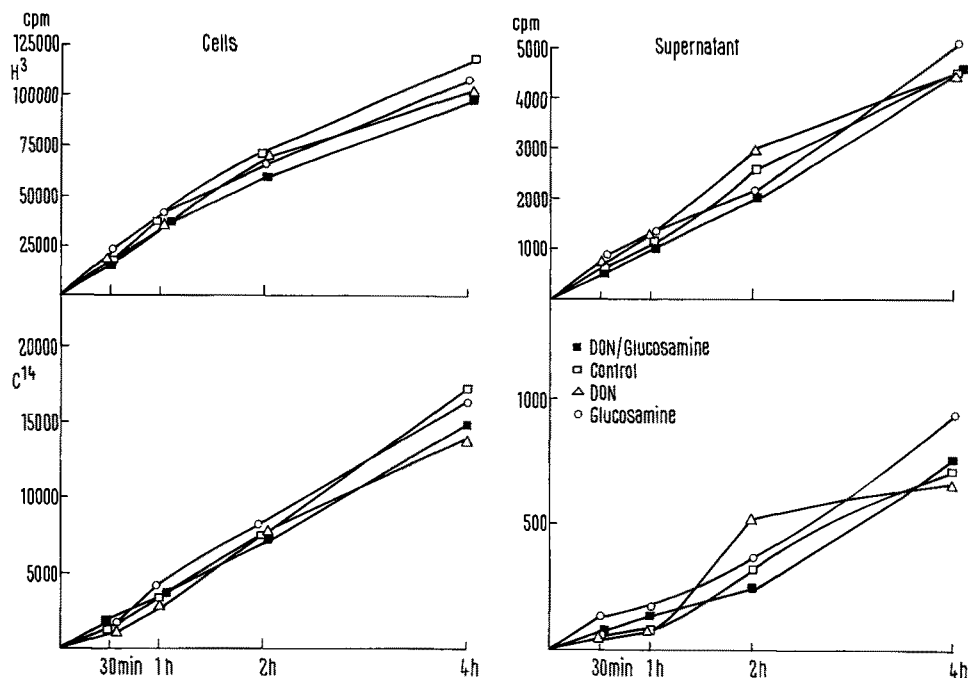 cpm
Cells
125000
H³
100000
75000
50000
25000
cpm
Supernatant
5000
4000
3000
2000
1000
20000
C¹⁴
15000
10000
5000
30min
1h
2h
4h
■ DON/Glucosamine
□ Control
△ DON
○ Glucosamine
1000
500
30min
1h
2h
4h